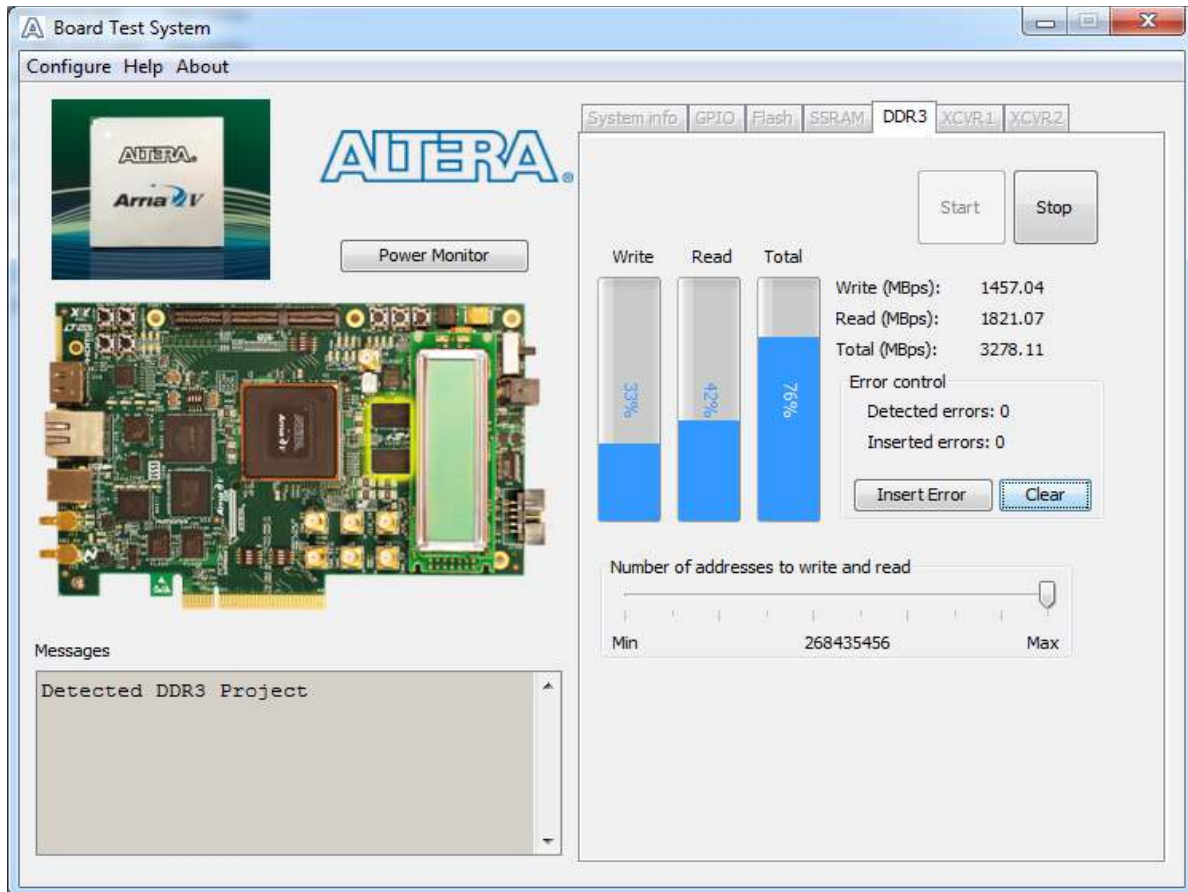 Board Test System
Configure Help About
ALTERA®
Arria V
ALTERA®
Power Monitor
Messages
Detected DDR3 Project
System info GPIO Flash SSRAM DDR3 XCVR1 XCVR2
Start Stop
Write Read Total
33% 42% 76%
Write (MBps): 1457.04
Read (MBps): 1821.07
Total (MBps): 3278.11
Error control
Detected errors: 0
Inserted errors: 0
Insert Error Clear
Number of addresses to write and read
Min 268435456 Max